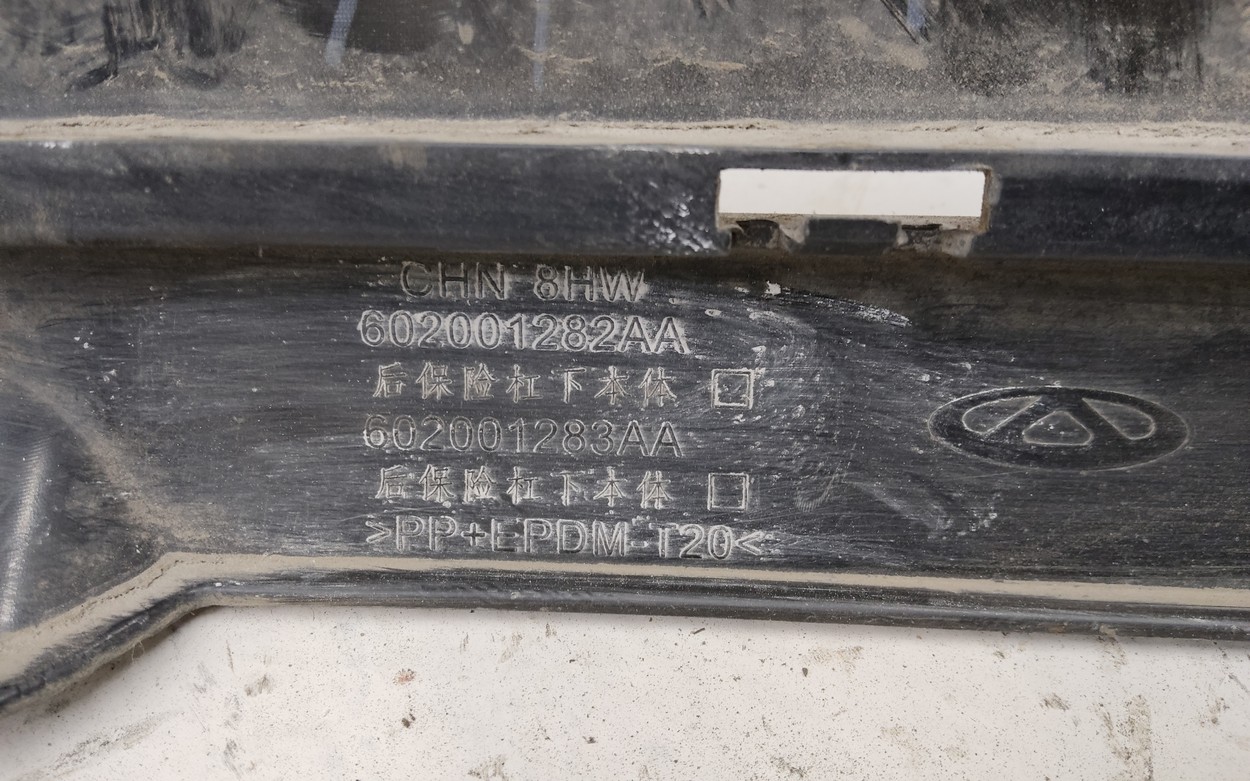 CHN 8HW
602001282AA
后保险杠下本体 □
602001283AA
后保险杠下本体 □
>PP+EPDM-T20<